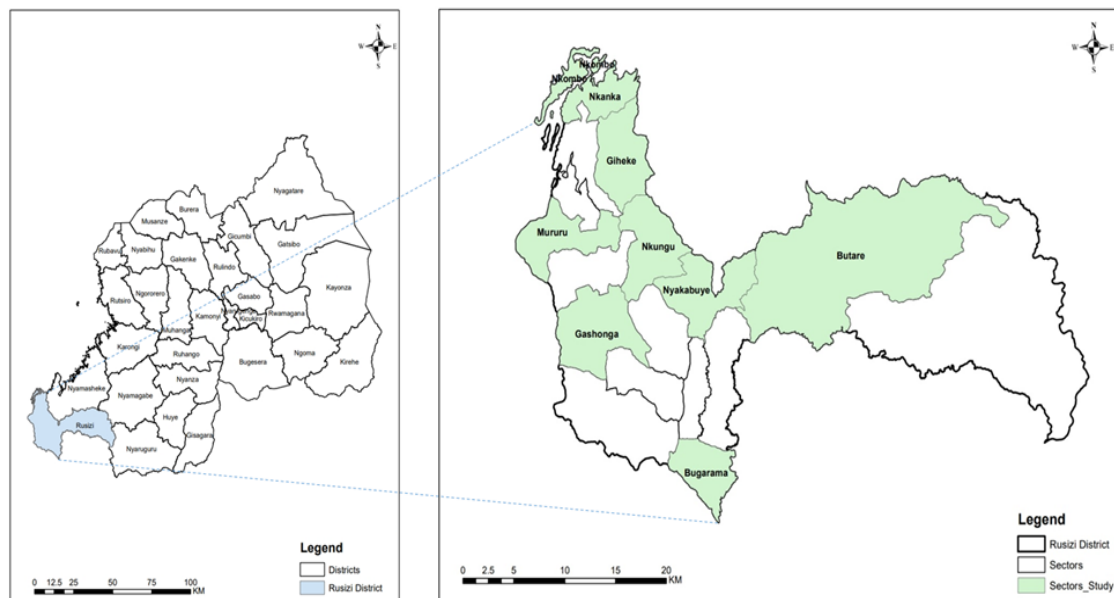 N
W E
S
Nyagatare
Burera
Musanze
Gicumbi
Rubavu
Nyabihu
Gatsibo
Gakenke
Rulindo
Kayonza
Rutsiro
Ngororero
Gasabo
Kicukiro
Rwamagana
Kamonyi
Muhanga
Karongi
Ruhango
Bugesera
Ngoma
Kirehe
Nyamasheke
Nyanza
Nyamagabe
Huye
Rusizi
Gisagara
Nyaruguru
Legend
Districts
Rusizi District
0 12.5 25 50 75 100
KM
N
W E
S
Nkombo
Nkombo
Nkanka
Giheke
Mururu
Nkungu
Butare
Nyakabuye
Gashonga
Bugarama
Legend
Rusizi District
Sectors
Sectors_Study
0 2.5 5 10 15 20
KM